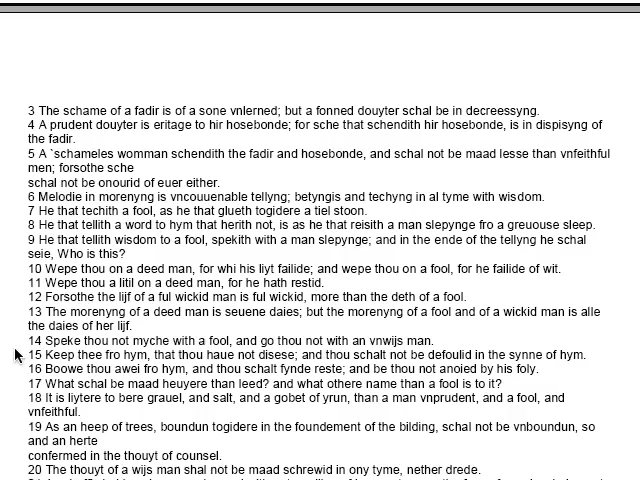 3 The schame of a fadir is of a sone vnlerned; but a fonned douyter schal be in decreessyng.
4 A prudent douyter is eritage to hir hosebonde; for sche that schendith hir hosebonde, is in dispisyng of
the fadir.
5 A `schameles womman schendith the fadir and hosebonde, and schal not be maad lesse than vnfeithful
men; forsothe sche
schal not be onourid of euer either.
6 Melodie in morenyng is vncouuenable tellyng; betyngis and techyng in al tyme with wisdom.
7 He that techith a fool, as he that glueth togidere a tiel stoon.
8 He that tellith a word to hym that herith not, is as he that reisith a man slepynge fro a greuouse sleep.
9 He that tellith wisdom to a fool, spekith with a man slepynge; and in the ende of the tellyng he schal
seie, Who is this?
10 Wepe thou on a deed man, for whi his liyt failide; and wepe thou on a fool, for he failide of wit.
11 Wepe thou a litil on a deed man, for he hath restid.
12 Forsothe the lijf of a ful wickid man is ful wickid, more than the deth of a fool.
13 The morenyng of a deed man is seuene daies; but the morenyng of a fool and of a wickid man is alle
the daies of her lijf.
14 Speke thou not myche with a fool, and go thou not with an vnwijs man.
15 Keep thee fro hym, that thou haue not disese; and thou schalt not be defoulid in the synne of hym.
16 Boowe thou awei fro hym, and thou schalt fynde reste; and be thou not anoied by his foly.
17 What schal be maad heuyere than leed? and what othere name than a fool is to it?
18 It is liytere to bere grauel, and salt, and a gobet of yrun, than a man vnprudent, and a fool, and
vnfeithful.
19 As an heep of trees, boundun togidere in the foundement of the bilding, schal not be vnboundun, so
and an herte
confermed in the thouyt of counsel.
20 The thouyt of a wijs man shal not be maad schrewid in ony tyme, nether drede.